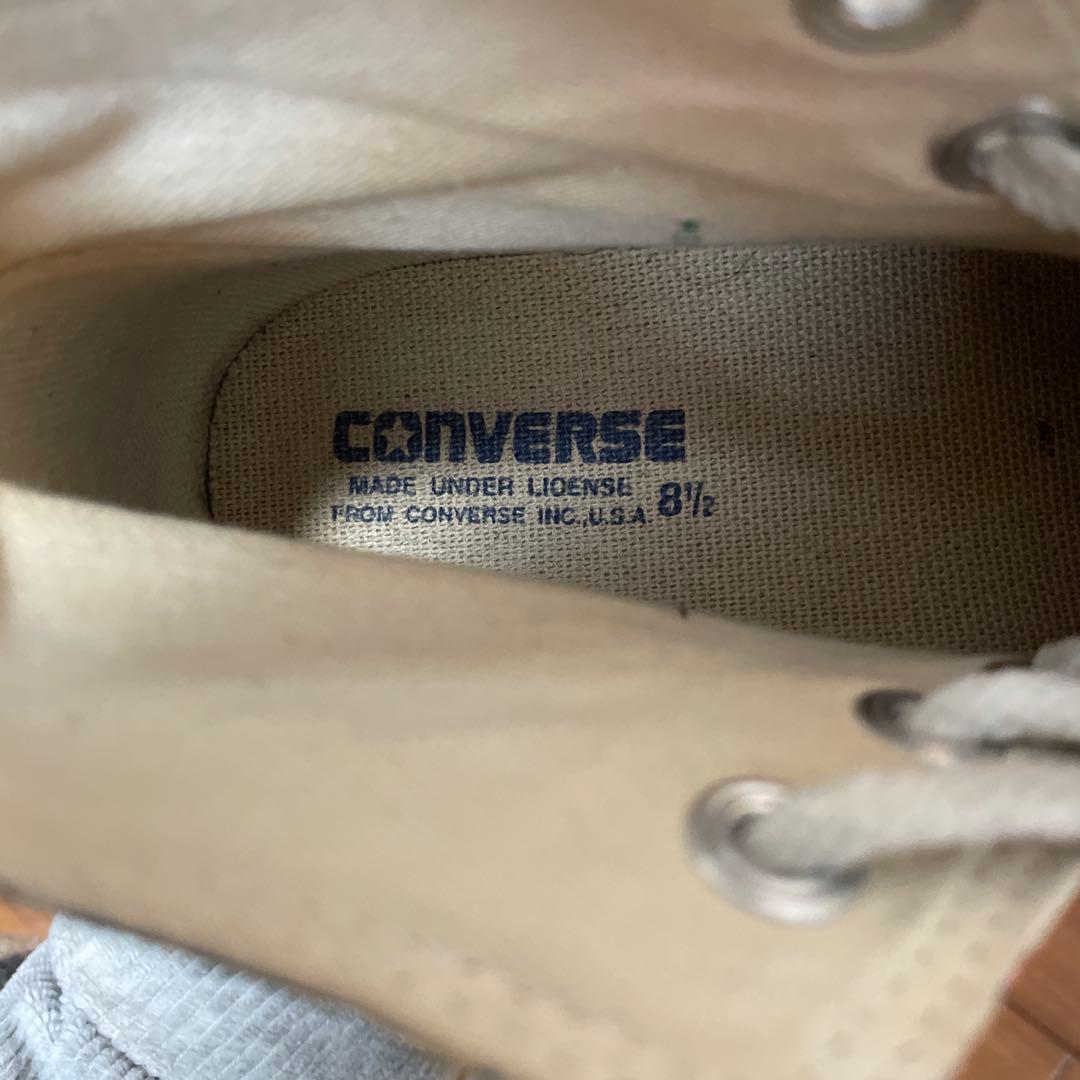 CONVERSE
MADE UNDER LICENSE
FROM CONVERSE INC.,U.S.A. 8½